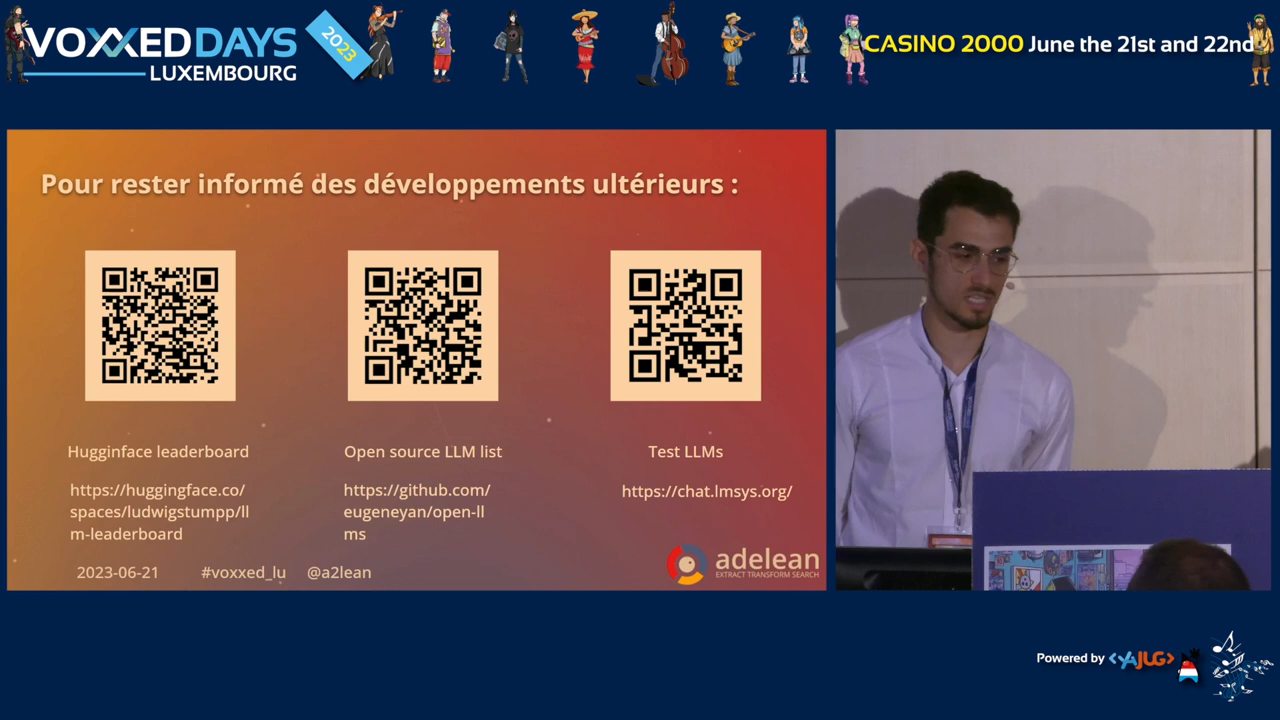 VOXXED DAYS
LUXEMBOURG
2023
CASINO 2000 June the 21st and 22nd
Pour rester informé des développements ultérieurs :
Hugginface leaderboard
https://huggingface.co/
spaces/ludwigstumpp/ll
m-leaderboard
Open source LLM list
https://github.com/
eugeneyan/open-ll
ms
Test LLMs
https://chat.lmsys.org/
2023-06-21 #voxxed_lu @a2lean
adelean
EXTRACT TRANSFORM SEARCH
Powered by <YAJUG>